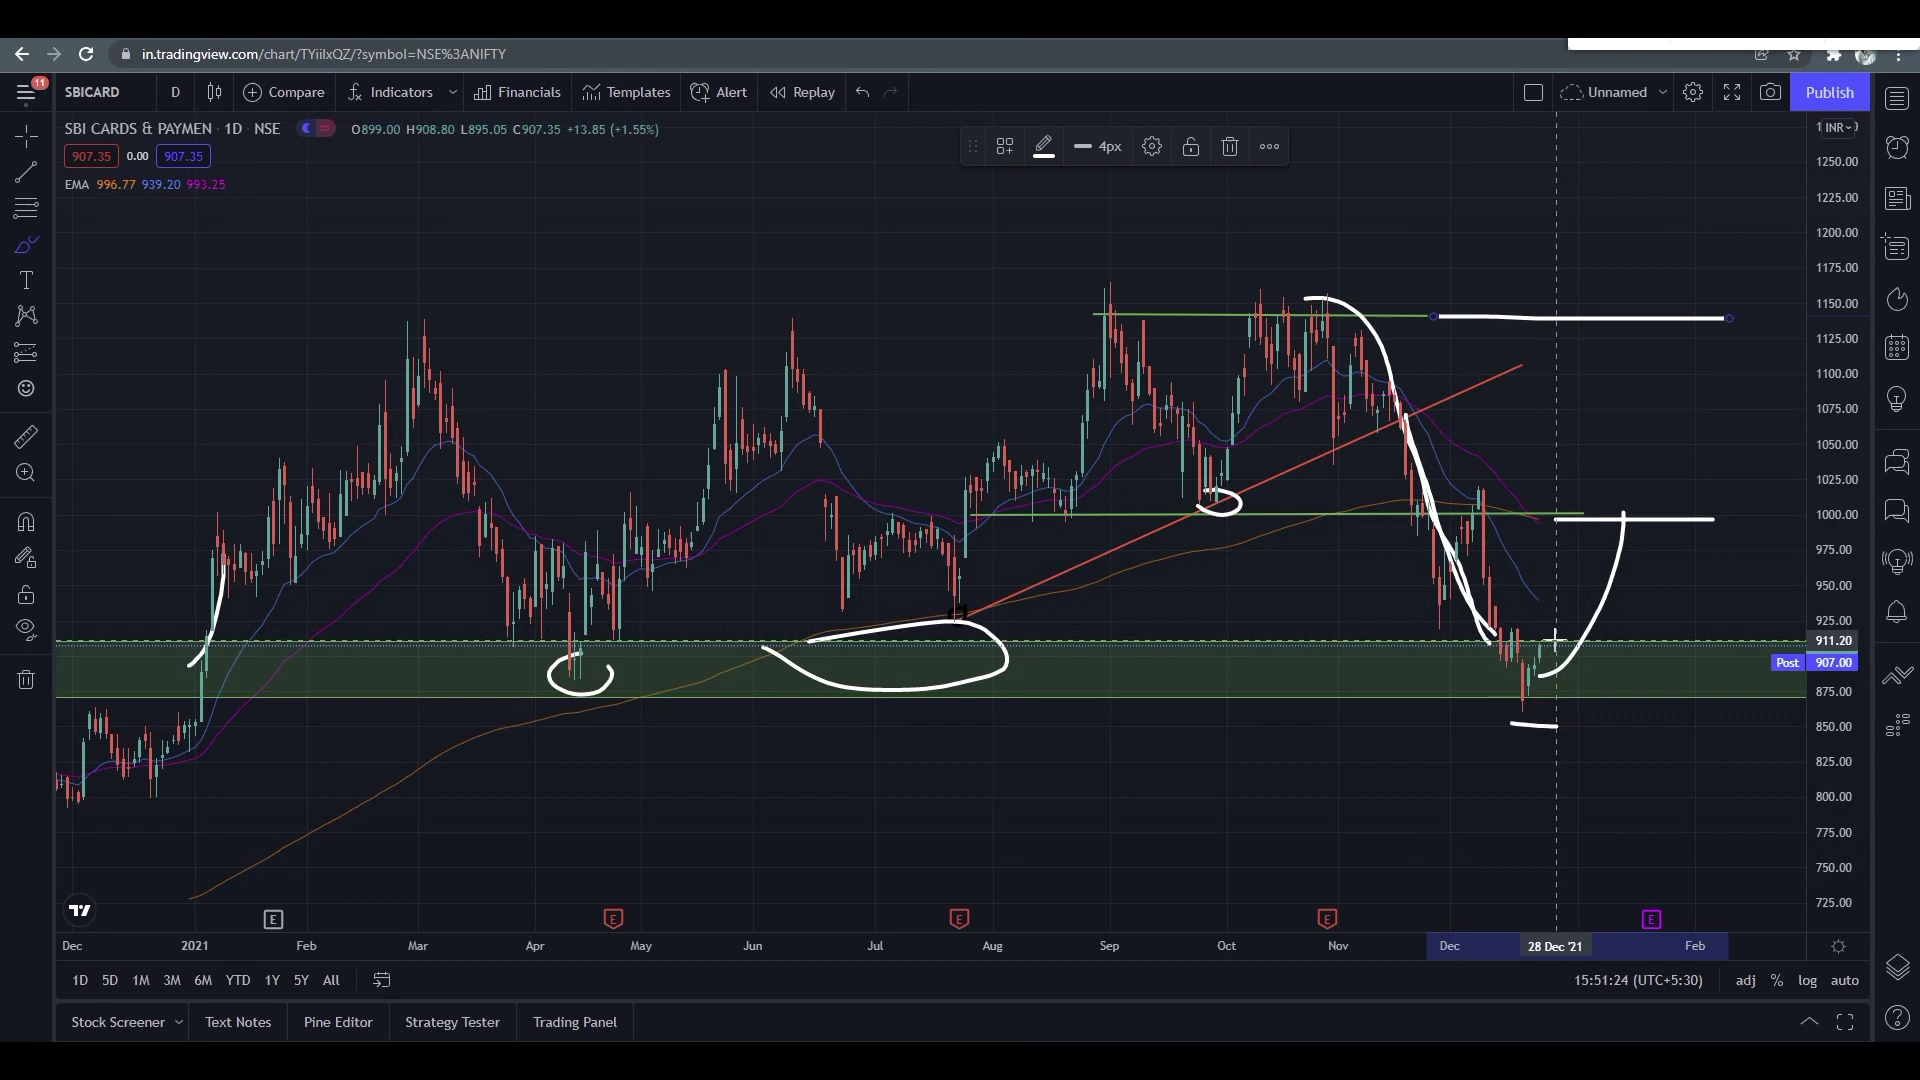 in.tradingview.com/chart/TYiiIxQZ/?symbol=NSE%3ANIFTY
11
SBICARD D Compare Indicators Financials Templates Alert Replay Unnamed Publish
SBI CARDS & PAYMEN · 1D · NSE O899.00 H908.80 L895.05 C907.35 +13.85 (+1.55%)
INR
907.35 0.00 907.35
4px
EMA 996.77 939.20 993.25
1250.00
1225.00
1200.00
1175.00
1150.00
1125.00
1100.00
1075.00
1050.00
1025.00
1000.00
975.00
950.00
925.00
911.20
Post 907.00
875.00
850.00
825.00
800.00
775.00
750.00
725.00
E E E E E
Dec 2021 Feb Mar Apr May Jun Jul Aug Sep Oct Nov Dec 28 Dec '21 Feb
1D 5D 1M 3M 6M YTD 1Y 5Y All 15:51:24 (UTC+5:30) adj % log auto
Stock Screener Text Notes Pine Editor Strategy Tester Trading Panel